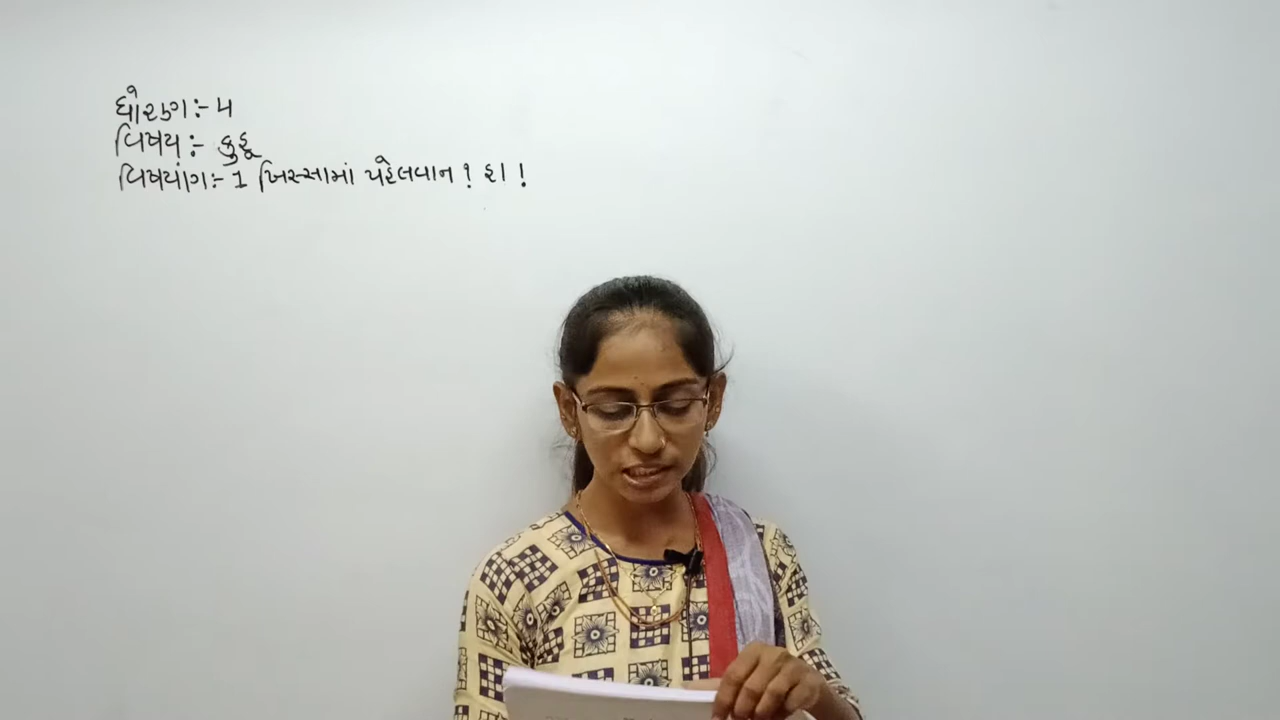 ધોરણ:- ૫
વિષય:- કુહૂ
વિષયાંગ:- 1 ખિસ્સામાં પહેલવાન ! હા !